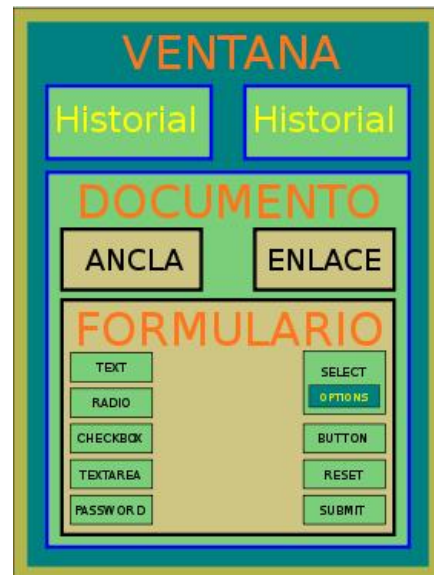 VENTANA
Historial
Historial
DOCUMENTO
ANCLA
ENLACE
FORMULARIO
TEXT
RADIO
CHECKBOX
TEXTAREA
PASSWORD
SELECT
OPTIONS
BUTTON
RESET
SUBMIT